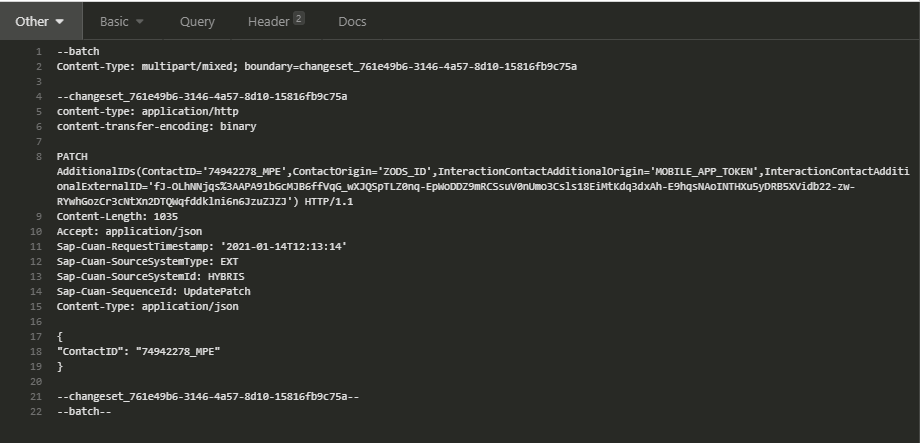 Other Basic Query Header 2 Docs
1 --batch
2 Content-Type: multipart/mixed; boundary=changeset_761e49b6-3146-4a57-8d10-15816fb9c75a
3
4 --changeset_761e49b6-3146-4a57-8d10-15816fb9c75a
5 content-type: application/http
6 content-transfer-encoding: binary
7
8 PATCH
AdditionalIDs(ContactID='74942278_MPE',ContactOrigin='ZODS_ID',InteractionContactAdditionalOrigin='MOBILE_APP_TOKEN',InteractionContactAdditi
onalExternalID='fJ-OLhNNjqs%3AAPA91bGcMJB6ffVqG_wXJQSpTLZ0nq-EpWoDDZ9mRCSsuV0nUmo3Csls18EiMtKdq3dxAh-E9hqsNAoINTHXu5yDRB5XVidb22-zw-
RYwhGozCr3cNtXn2DTQWqfddklni6n6JzuZJZJ') HTTP/1.1
9 Content-Length: 1035
10 Accept: application/json
11 Sap-Cuan-RequestTimestamp: '2021-01-14T12:13:14'
12 Sap-Cuan-SourceSystemType: EXT
13 Sap-Cuan-SourceSystemId: HYBRIS
14 Sap-Cuan-SequenceId: UpdatePatch
15 Content-Type: application/json
16
17 {
18 "ContactID": "74942278_MPE"
19 }
20
21 --changeset_761e49b6-3146-4a57-8d10-15816fb9c75a--
22 --batch--